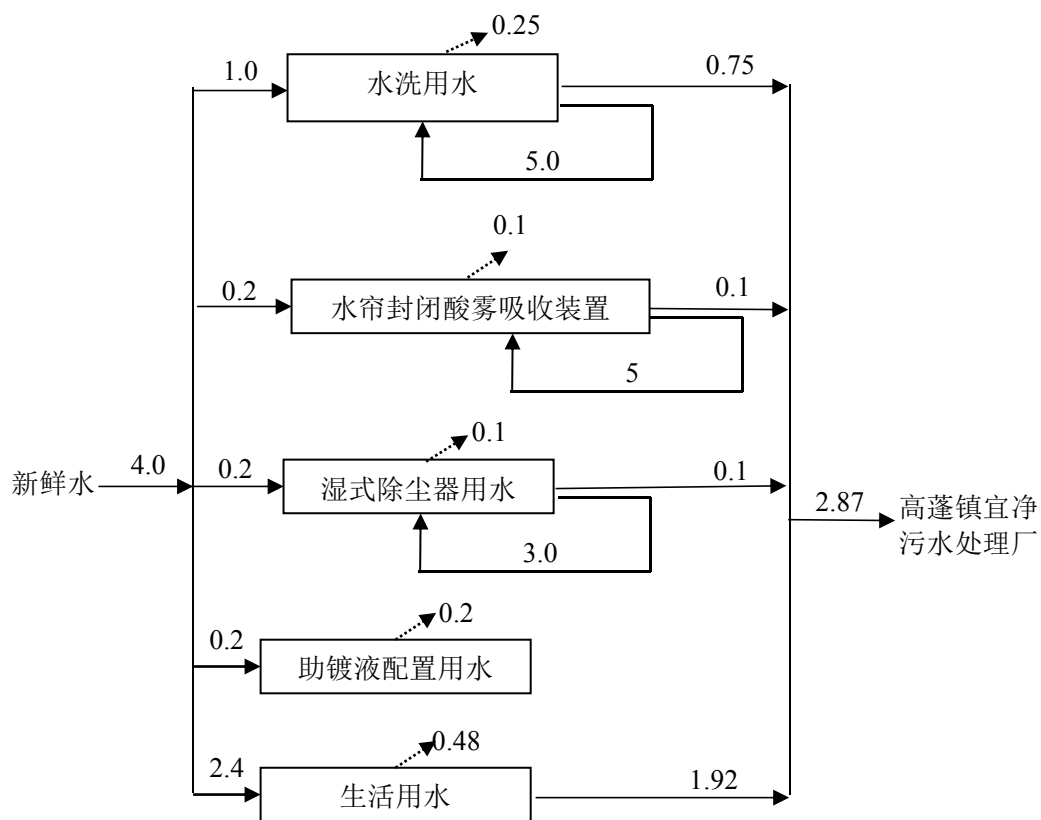 0.25
1.0
水洗用水
0.75
5.0
0.1
0.2
水帘封闭酸雾吸收装置
0.1
5
0.1
新鲜水
4.0
0.2
湿式除尘器用水
0.1
2.87
高蓬镇宜净
污水处理厂
3.0
0.2
0.2
助镀液配置用水
0.48
2.4
生活用水
1.92